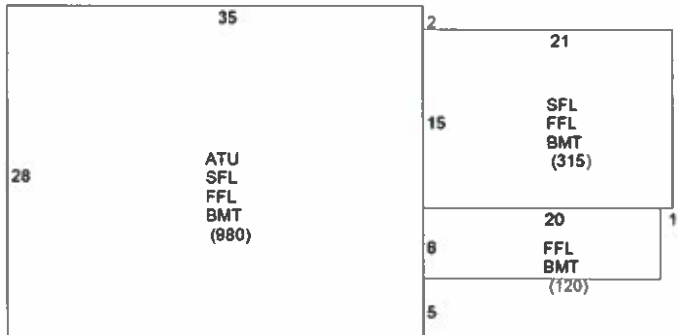 35
2
21
15
SFL
FFL
BMT
(315)
28
ATU
SFL
FFL
BMT
(980)
20
1
6
FFL
BMT
(120)
5